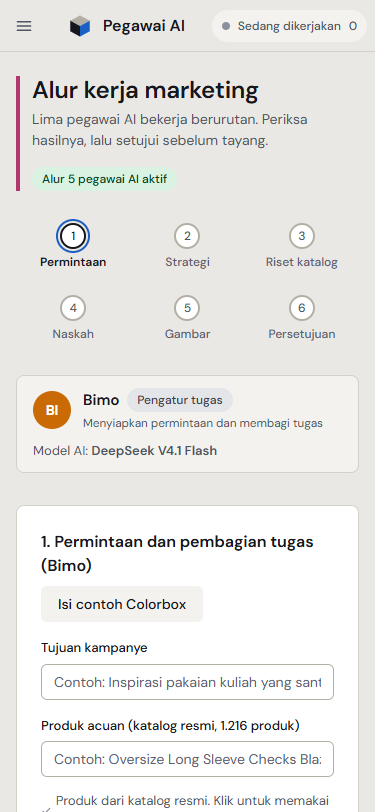 Pegawai AI
Sedang dikerjakan 0
Alur kerja marketing
Lima pegawai AI bekerja berurutan. Periksa
hasilnya, lalu setujui sebelum tayang.
Alur 5 pegawai AI aktif
1
2
3
Permintaan
Strategi
Riset katalog
4
5
6
Naskah
Gambar
Persetujuan
BI
Bimo
Pengatur tugas
Menyiapkan permintaan dan membagi tugas
Model AI: DeepSeek V4.1 Flash
1. Permintaan dan pembagian tugas
(Bimo)
Isi contoh Colorbox
Tujuan kampanye
Contoh: Inspirasi pakaian kuliah yang sant
Produk acuan (katalog resmi, 1.216 produk)
Contoh: Oversize Long Sleeve Checks Bla
Produk dari katalog resmi. Klik untuk memakai